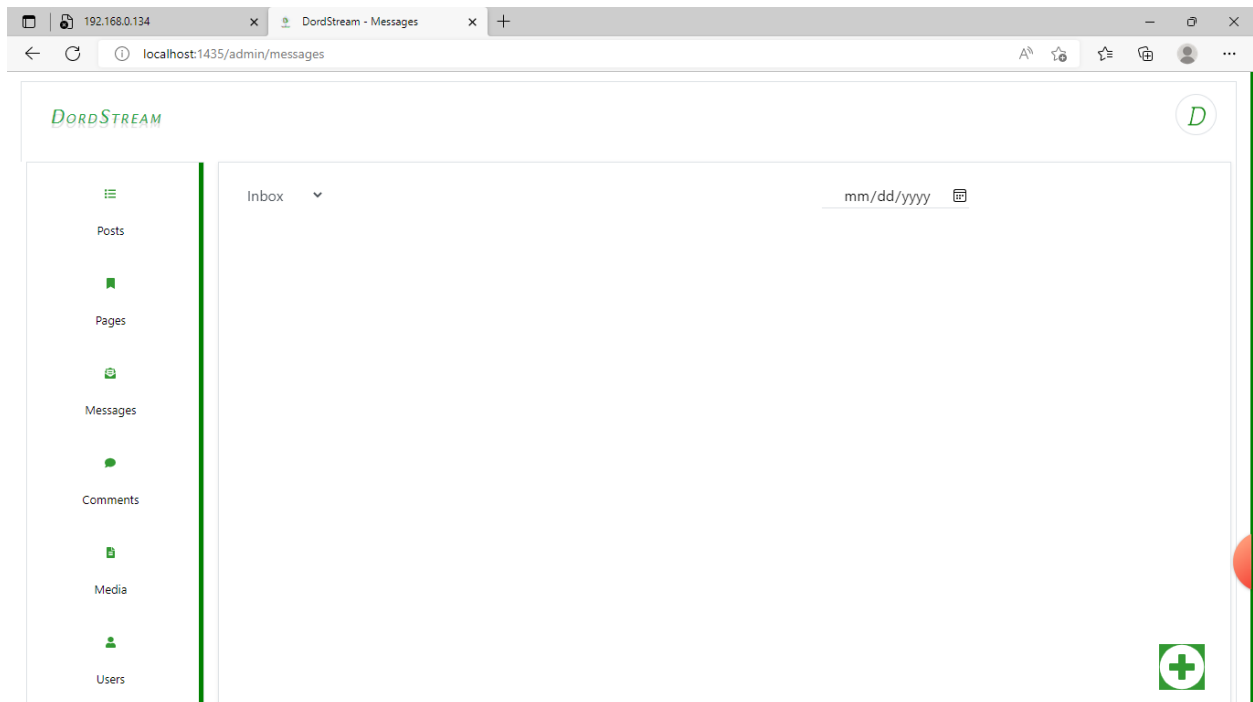 192.168.0.134
DordStream - Messages
localhost:1435/admin/messages
DORDSTREAM
D
Posts
Inbox
mm/dd/yyyy
Pages
Messages
Comments
Media
Users